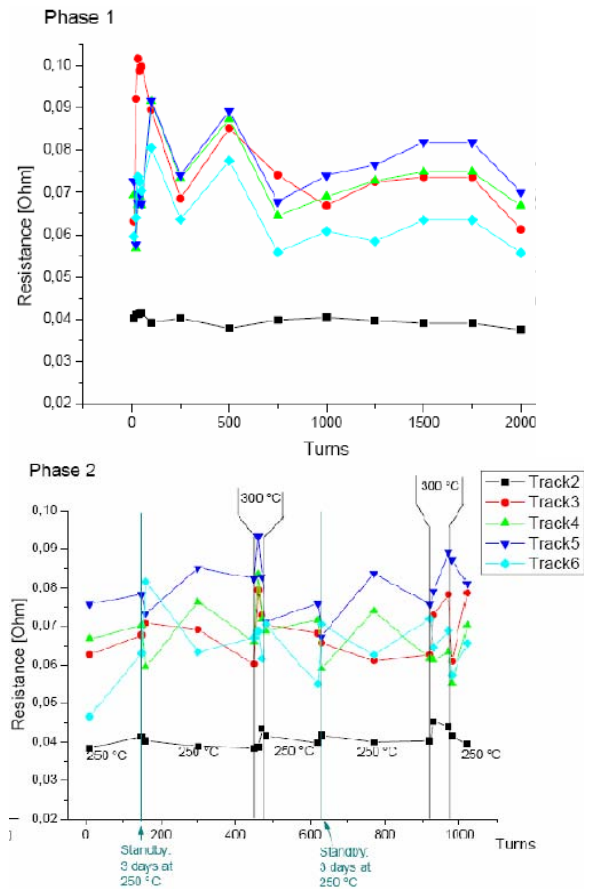 Phase 1
0,10
0,09
0,08
0,07
0,06
0,05
0,04
0,03
0,02
Resistance [Ohm]
0
500
1000
1500
2000
Turns
Phase 2
Track2
Track3
Track4
Track5
Track6
300 °C
300 °C
0,10
0,09
0,08
0,07
0,06
0,05
0,04
0,03
0,02
Resistance [Ohm]
250 °C
250 °C
250 °C
250 °C
250 °C
0
200
400
600
800
1000
Turns
Standby:
3 days at
250 °C
Standby:
3 days at
250 °C